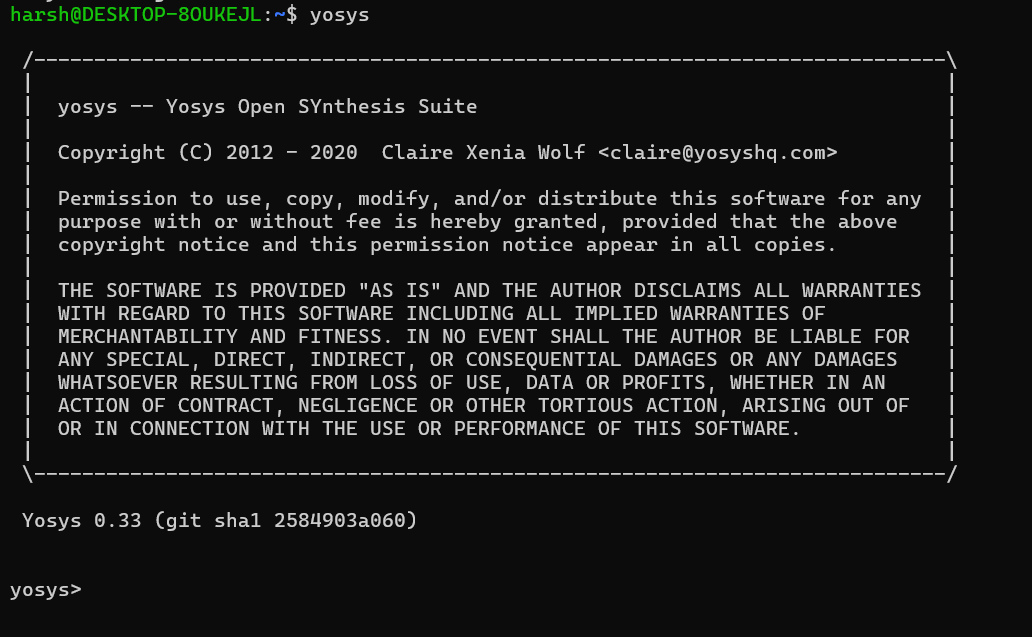 harsh@DESKTOP-8OUKEJL:~$ yosys
/----------------------------------------------------------------------------\
|                                                                            |
|  yosys -- Yosys Open SYnthesis Suite                                       |
|                                                                            |
|  Copyright (C) 2012 - 2020  Claire Xenia Wolf <claire@yosyshq.com>         |
|                                                                            |
|  Permission to use, copy, modify, and/or distribute this software for any  |
|  purpose with or without fee is hereby granted, provided that the above    |
|  copyright notice and this permission notice appear in all copies.         |
|                                                                            |
|  THE SOFTWARE IS PROVIDED "AS IS" AND THE AUTHOR DISCLAIMS ALL WARRANTIES  |
|  WITH REGARD TO THIS SOFTWARE INCLUDING ALL IMPLIED WARRANTIES OF          |
|  MERCHANTABILITY AND FITNESS. IN NO EVENT SHALL THE AUTHOR BE LIABLE FOR   |
|  ANY SPECIAL, DIRECT, INDIRECT, OR CONSEQUENTIAL DAMAGES OR ANY DAMAGES    |
|  WHATSOEVER RESULTING FROM LOSS OF USE, DATA OR PROFITS, WHETHER IN AN     |
|  ACTION OF CONTRACT, NEGLIGENCE OR OTHER TORTIOUS ACTION, ARISING OUT OF   |
|  OR IN CONNECTION WITH THE USE OR PERFORMANCE OF THIS SOFTWARE.            |
|                                                                            |
\----------------------------------------------------------------------------/
Yosys 0.33 (git sha1 2584903a060)
yosys>